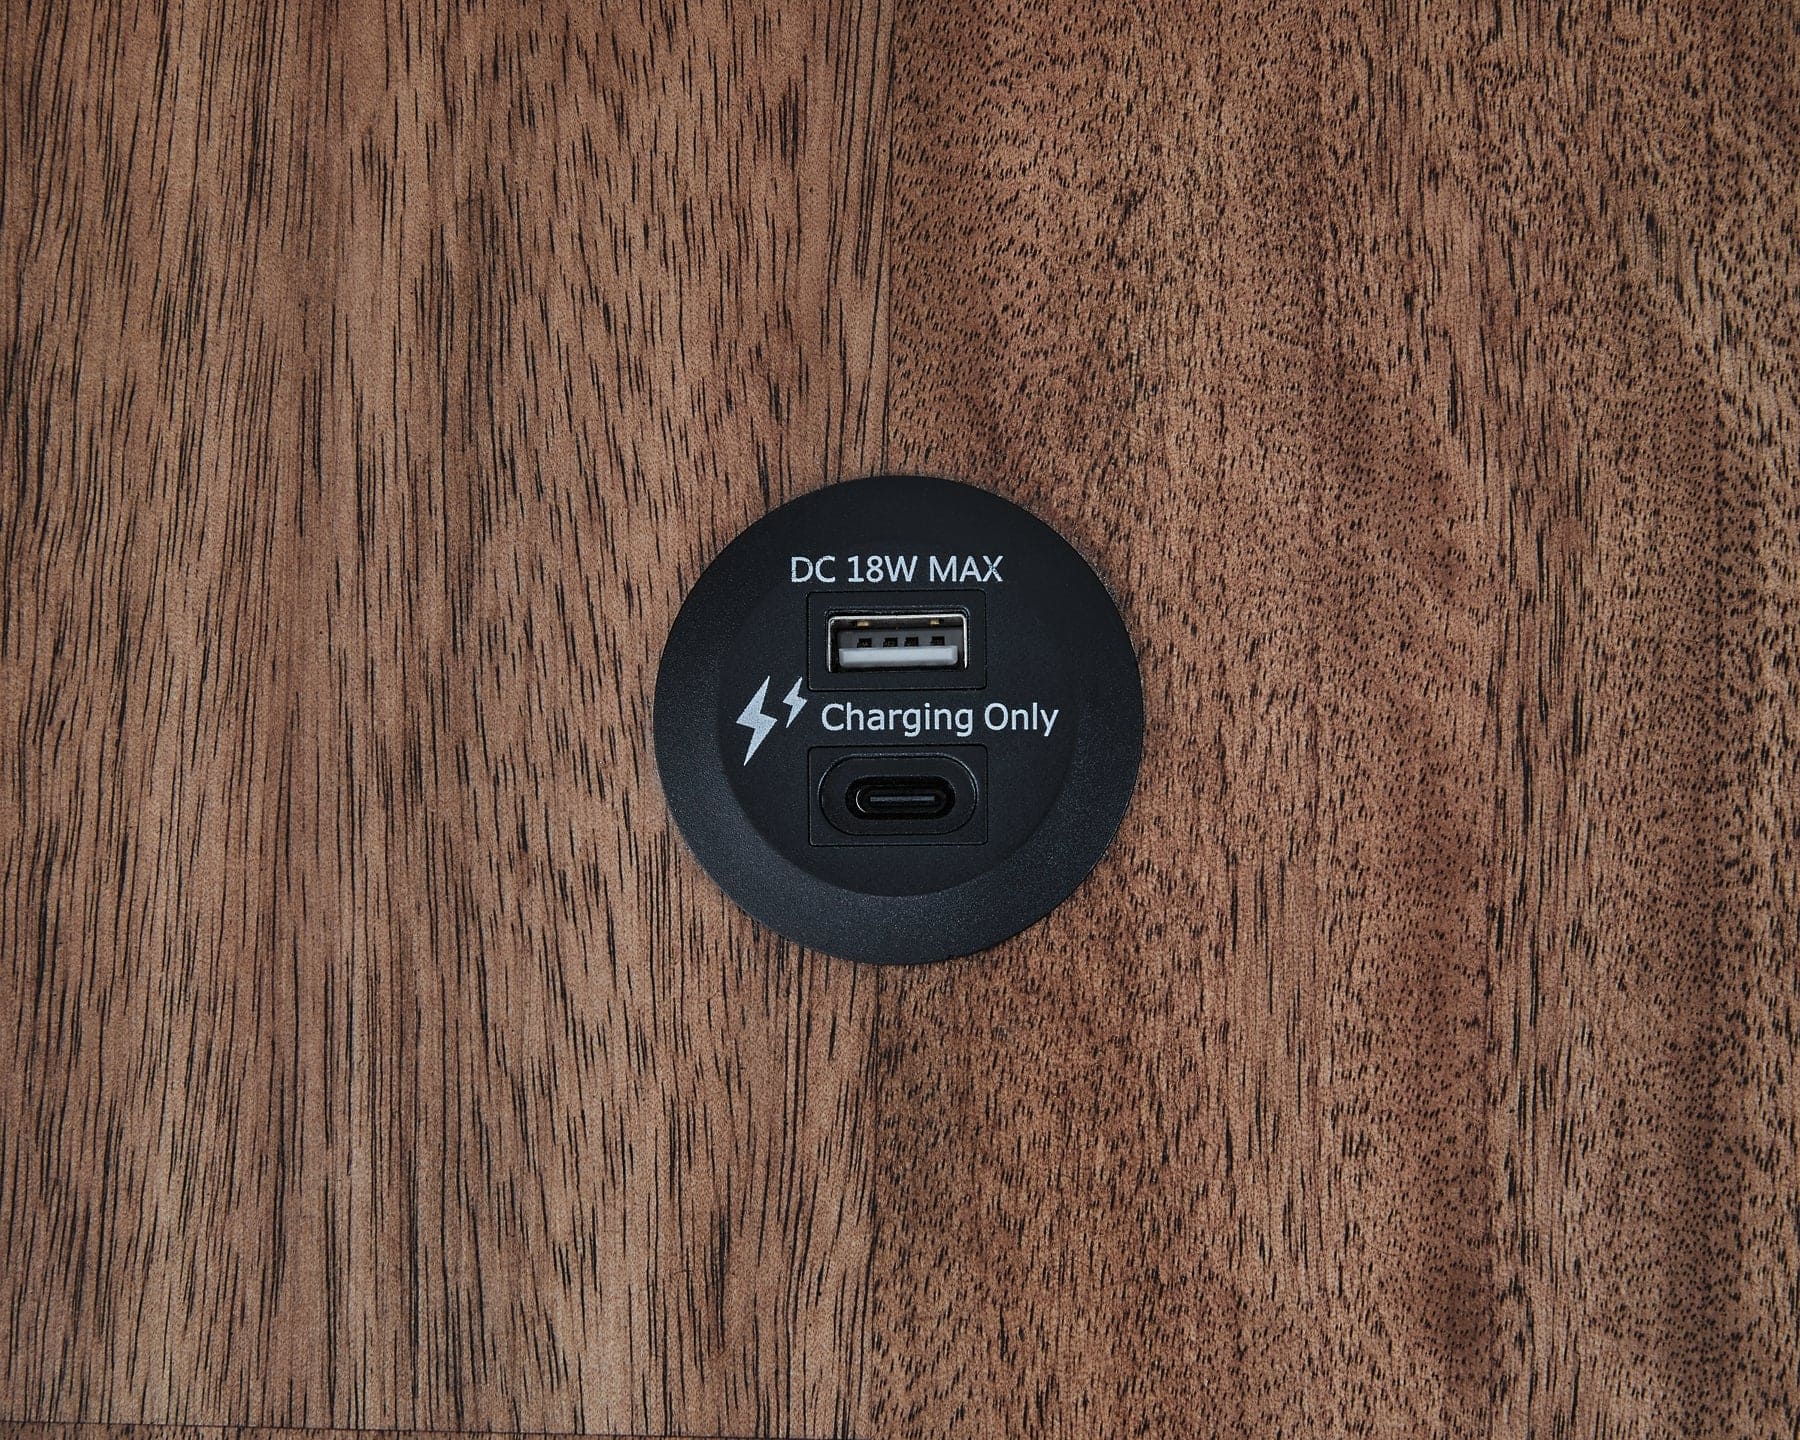 DC 18W MAX
Charging Only